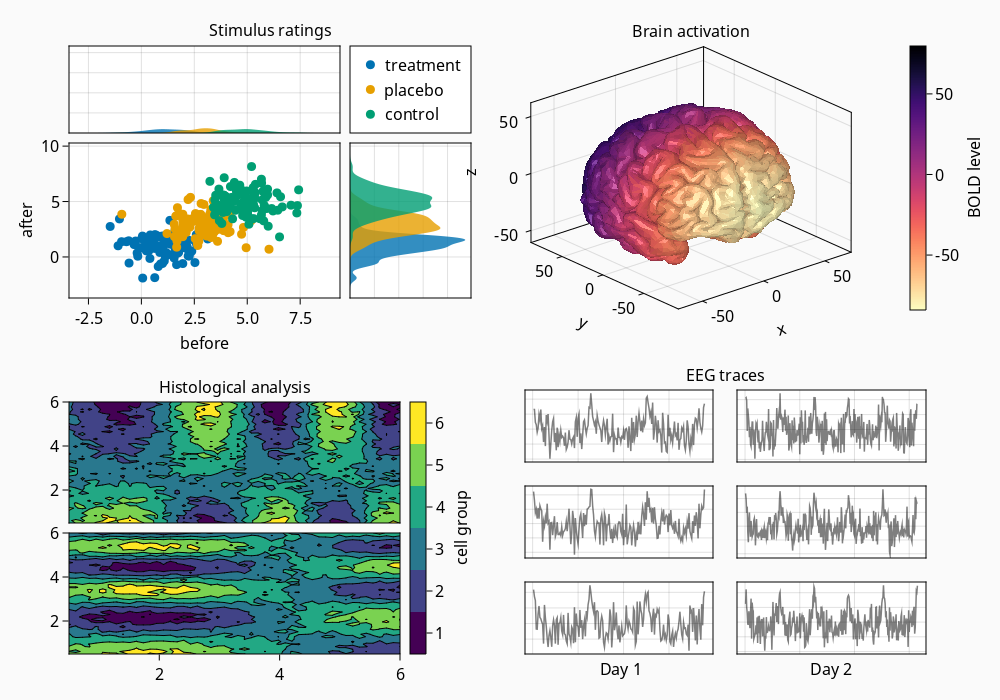 Stimulus ratings
treatment
placebo
control
10
5
0
after
-2.5 0.0 2.5 5.0 7.5
before
Brain activation
z
50
0
-50
50
0
-50
y
-50
0
50
x
50
0
-50
BOLD level
Histological analysis
6
4
2
6
4
2
2 4 6
6
5
4
3
2
1
cell group
EEG traces
Day 1 Day 2